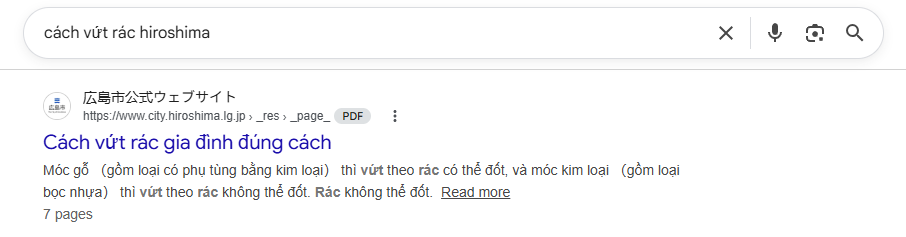 cách vứt rác hiroshima
広島市
広島市公式ウェブサイト
https://www.city.hiroshima.lg.jp › _res › _page_ PDF
Cách vứt rác gia đình đúng cách
Móc gỗ （gồm loại có phụ tùng bằng kim loại） thì vứt theo rác có thể đốt, và móc kim loại （gồm loại
bọc nhựa） thì vứt theo rác không thể đốt. Rác không thể đốt. Read more
7 pages